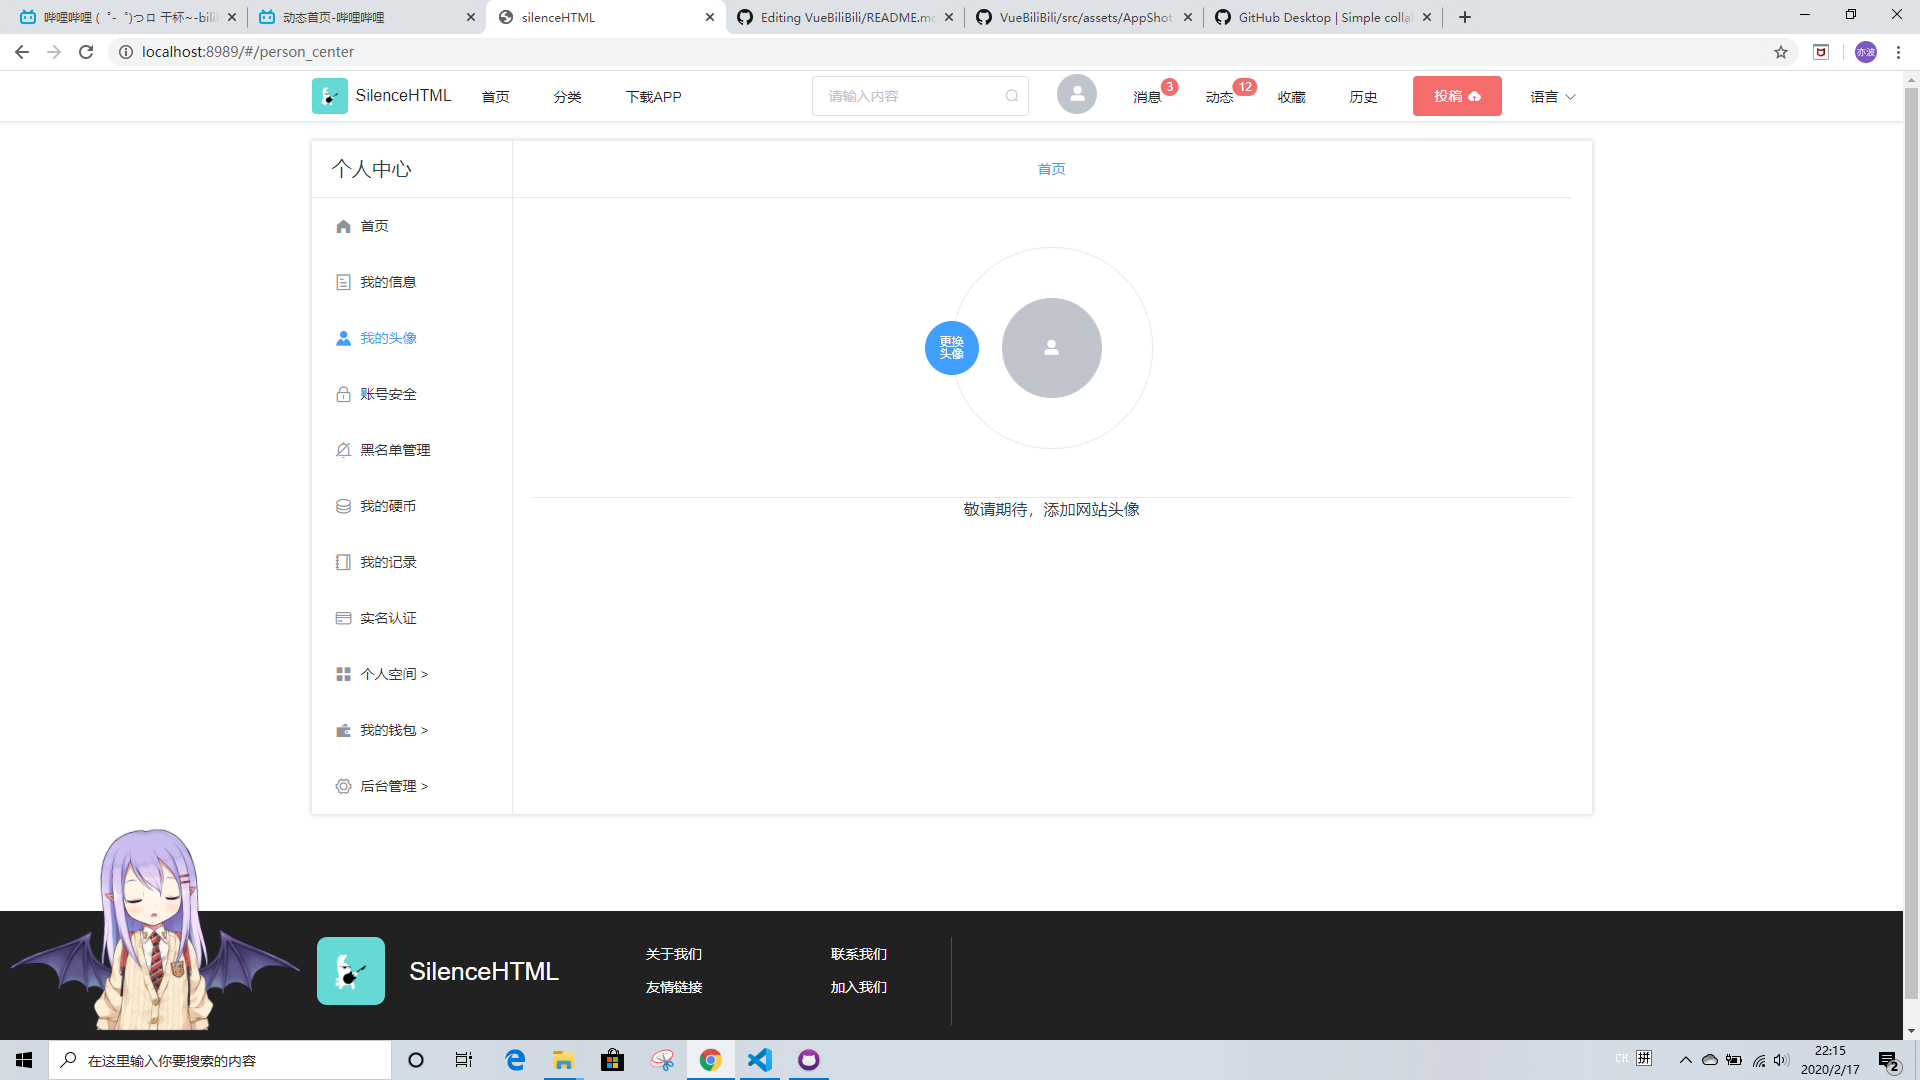 哔哩哔哩 (゜-゜)つロ 干杯~-bili
动态首页-哔哩哔哩
silenceHTML
Editing VueBiliBili/README.md
VueBiliBili/src/assets/AppShot
GitHub Desktop | Simple colla
localhost:8989/#/person_center
亦波
SilenceHTML
首页
分类
下载APP
请输入内容
消息
3
动态
12
收藏
历史
投稿
语言
个人中心
首页
首页
我的信息
我的头像
账号安全
黑名单管理
我的硬币
我的记录
实名认证
个人空间 >
我的钱包 >
后台管理 >
更换
头像
敬请期待，添加网站头像
SilenceHTML
关于我们
联系我们
友情链接
加入我们
在这里输入你要搜索的内容
CH
拼
22:15
2020/2/17
2